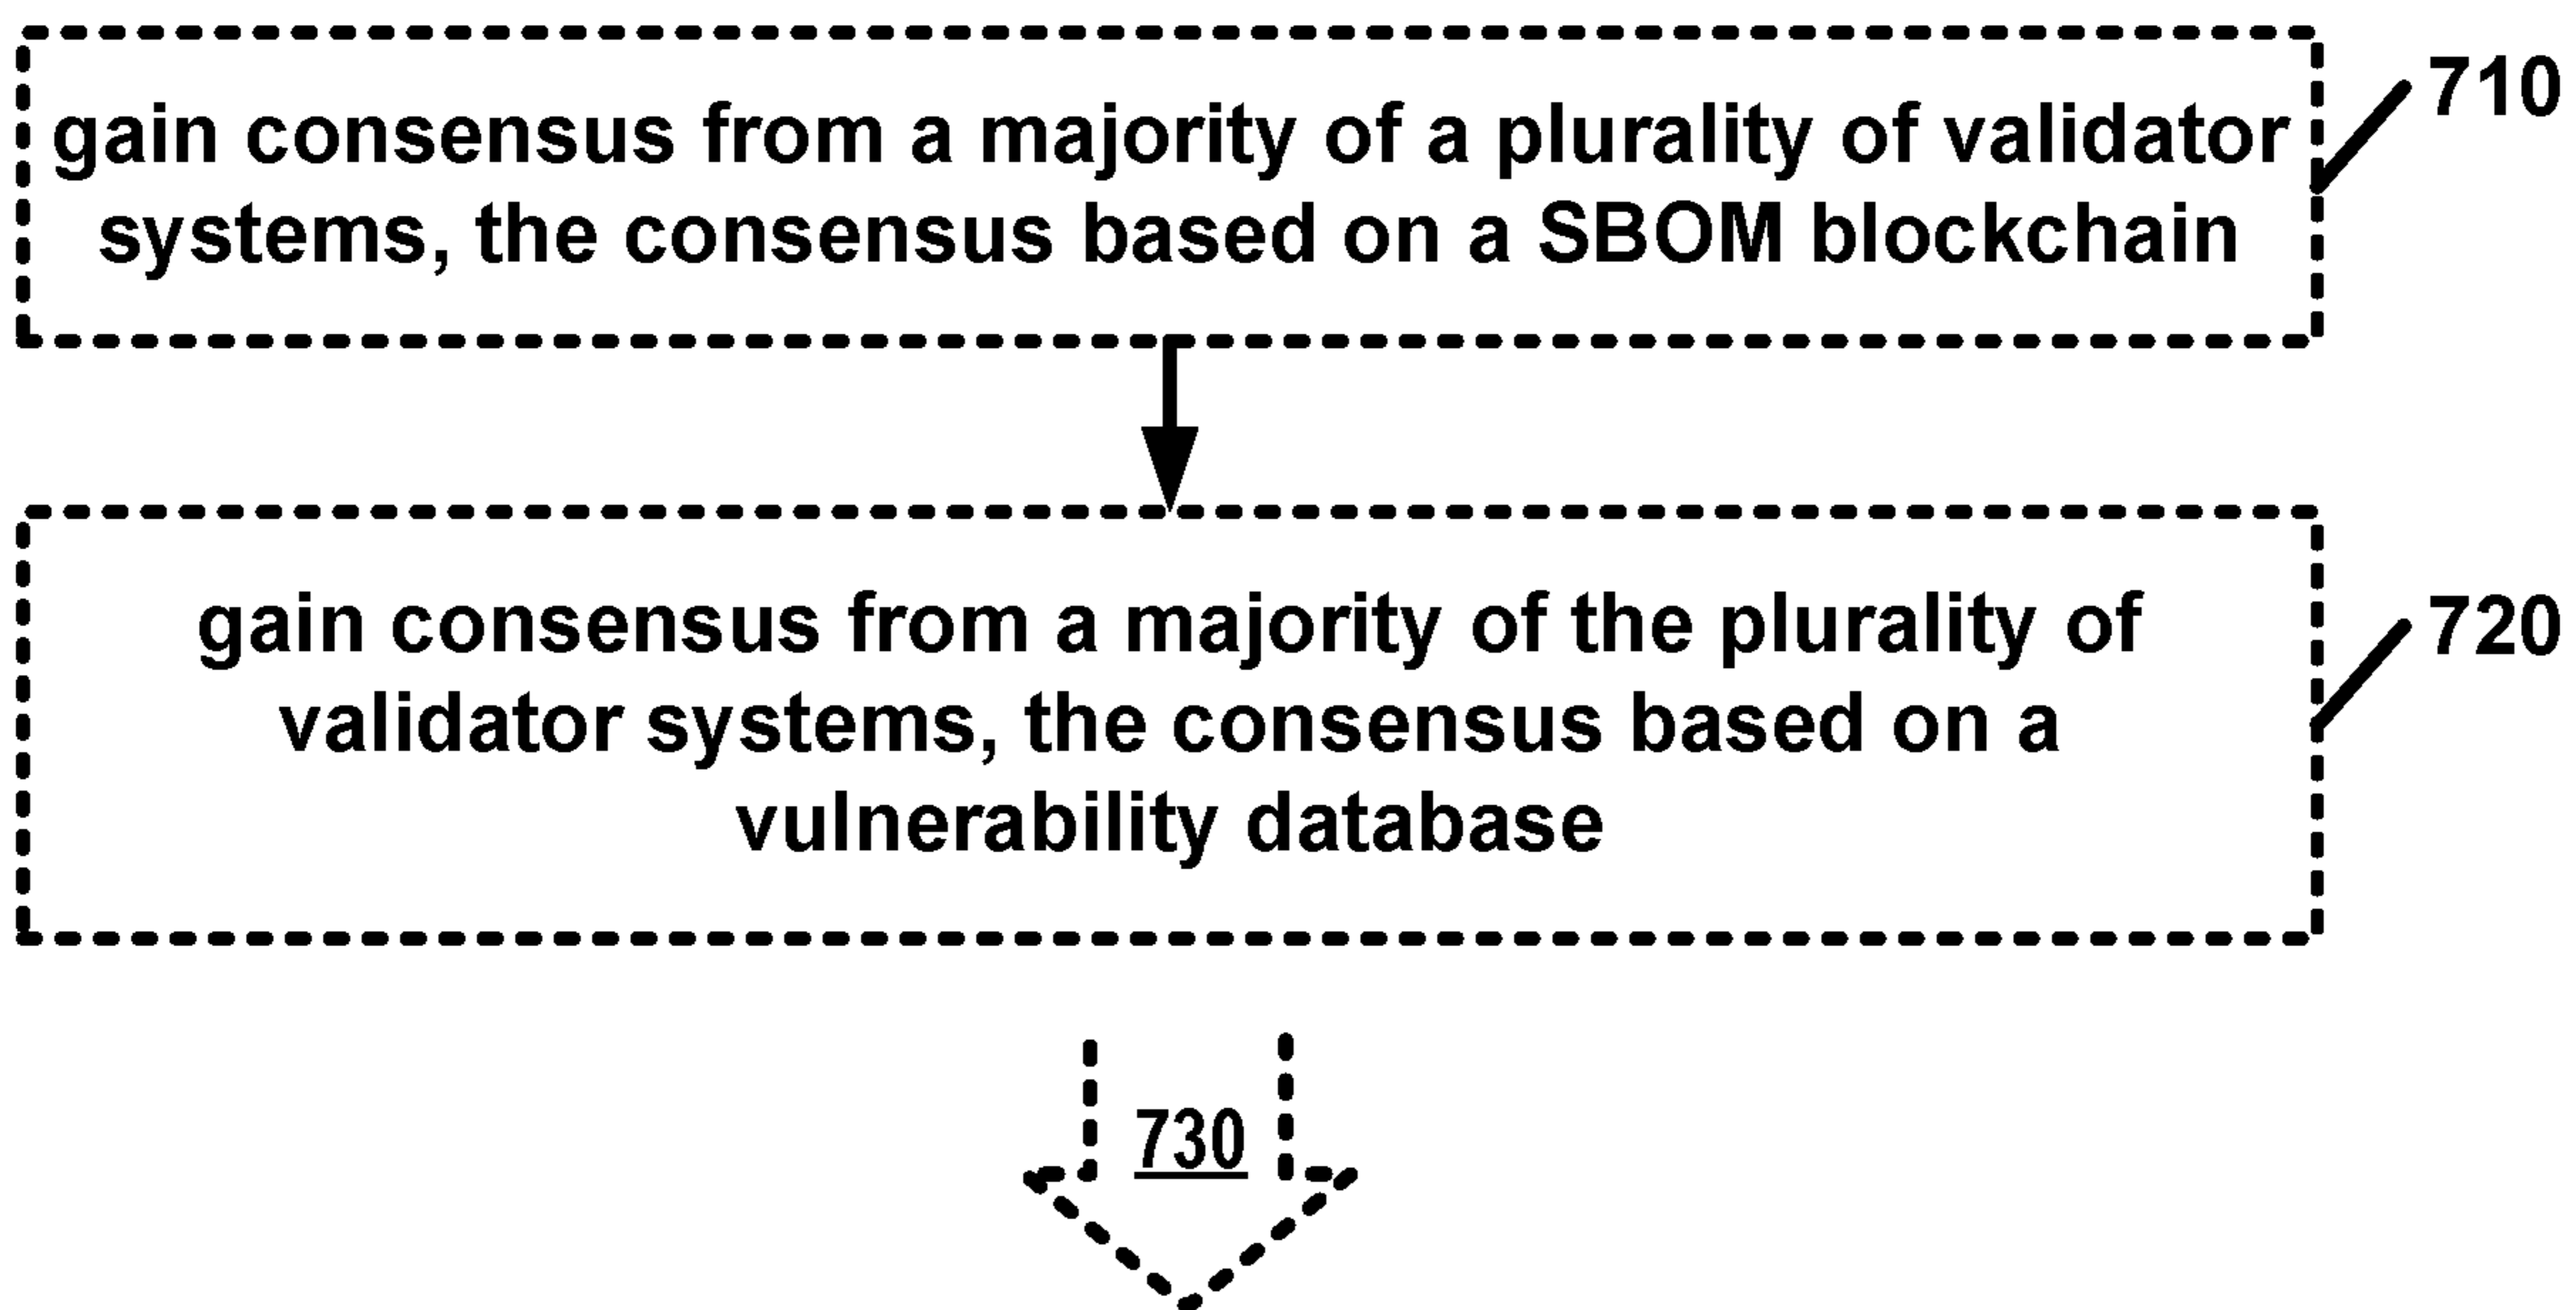 gain consensus from a majority of a plurality of validator
systems, the consensus based on a SBOM blockchain
710
gain consensus from a majority of the plurality of
validator systems, the consensus based on a
vulnerability database
720
730